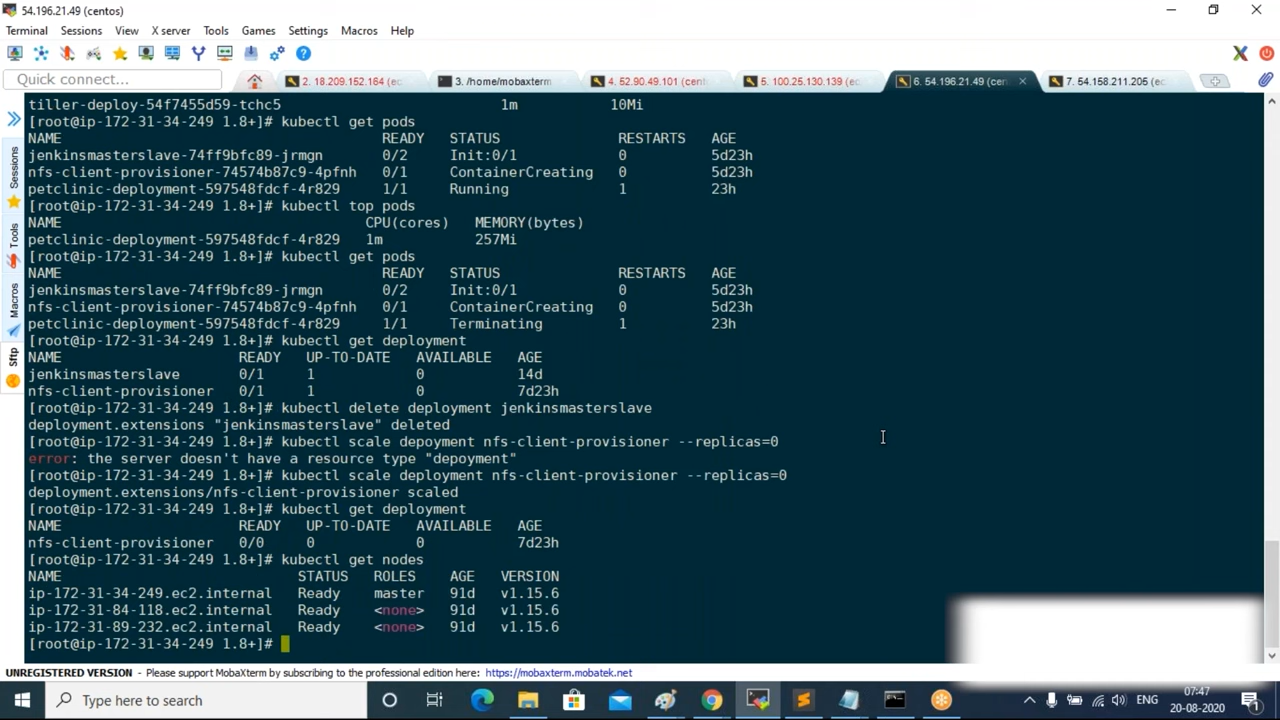 54.196.21.49 (centos)
Terminal Sessions View X server Tools Games Settings Macros Help
Quick connect...
2. 18.209.152.164 (ec
3. /home/mobaxterm
4. 52.90.49.101 (cent
5. 100.25.130.139 (ec
6. 54.196.21.49 (cen
7. 54.158.211.205 (ec
Sessions
Tools
Macros
Sftp
tiller-deploy-54f7455d59-tchc5 1m 10Mi
[root@ip-172-31-34-249 1.8+]# kubectl get pods
NAME READY STATUS RESTARTS AGE
jenkinsmasterslave-74ff9bfc89-jrmgn 0/2 Init:0/1 0 5d23h
nfs-client-provisioner-74574b87c9-4pfnh 0/1 ContainerCreating 0 5d23h
petclinic-deployment-597548fdcf-4r829 1/1 Running 1 23h
[root@ip-172-31-34-249 1.8+]# kubectl top pods
NAME CPU(cores) MEMORY(bytes)
petclinic-deployment-597548fdcf-4r829 1m 257Mi
[root@ip-172-31-34-249 1.8+]# kubectl get pods
NAME READY STATUS RESTARTS AGE
jenkinsmasterslave-74ff9bfc89-jrmgn 0/2 Init:0/1 0 5d23h
nfs-client-provisioner-74574b87c9-4pfnh 0/1 ContainerCreating 0 5d23h
petclinic-deployment-597548fdcf-4r829 1/1 Terminating 1 23h
[root@ip-172-31-34-249 1.8+]# kubectl get deployment
NAME READY UP-TO-DATE AVAILABLE AGE
jenkinsmasterslave 0/1 1 0 14d
nfs-client-provisioner 0/1 1 0 7d23h
[root@ip-172-31-34-249 1.8+]# kubectl delete deployment jenkinsmasterslave
deployment.extensions "jenkinsmasterslave" deleted
[root@ip-172-31-34-249 1.8+]# kubectl scale depoyment nfs-client-provisioner --replicas=0
error: the server doesn't have a resource type "depoyment"
[root@ip-172-31-34-249 1.8+]# kubectl scale deployment nfs-client-provisioner --replicas=0
deployment.extensions/nfs-client-provisioner scaled
[root@ip-172-31-34-249 1.8+]# kubectl get deployment
NAME READY UP-TO-DATE AVAILABLE AGE
nfs-client-provisioner 0/0 0 0 7d23h
[root@ip-172-31-34-249 1.8+]# kubectl get nodes
NAME STATUS ROLES AGE VERSION
ip-172-31-34-249.ec2.internal Ready master 91d v1.15.6
ip-172-31-84-118.ec2.internal Ready <none> 91d v1.15.6
ip-172-31-89-232.ec2.internal Ready <none> 91d v1.15.6
[root@ip-172-31-34-249 1.8+]#
UNREGISTERED VERSION - Please support MobaXterm by subscribing to the professional edition here: https://mobaxterm.mobatek.net
Type here to search
ENG
07:47
20-08-2020
1